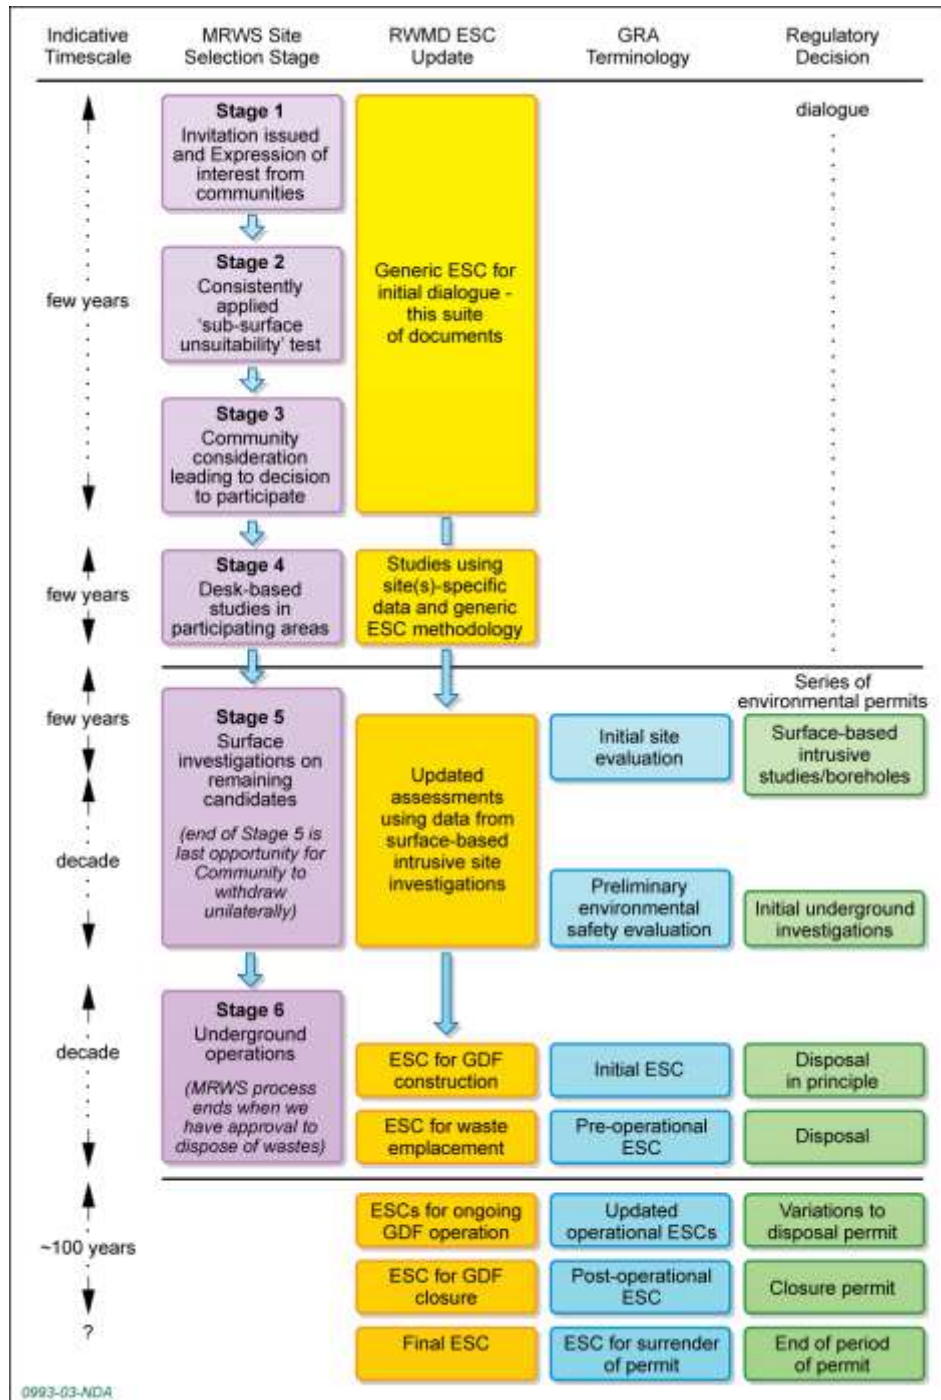 Indicative
Timescale
MRWS Site
Selection Stage
RWMD ESC
Update
GRA
Terminology
Regulatory
Decision
few years
Stage 1
Invitation issued
and Expression of
interest from
communities
Stage 2
Consistently
applied
‘sub-surface
unsuitability’ test
Stage 3
Community
consideration
leading to decision
to participate
Generic ESC for
initial dialogue -
this suite
of documents
dialogue
few years
Stage 4
Desk-based
studies in
participating areas
Studies using
site(s)-specific
data and generic
ESC methodology
few years
decade
Stage 5
Surface
investigations on
remaining
candidates
(end of Stage 5 is
last opportunity for
Community to
withdraw
unilaterally)
Updated
assessments
using data from
surface-based
intrusive site
investigations
Initial site
evaluation
Preliminary
environmental
safety evaluation
Series of
environmental permits
Surface-based
intrusive
studies/boreholes
Initial underground
investigations
decade
Stage 6
Underground
operations
(MRWS process
ends when we
have approval to
dispose of wastes)
ESC for GDF
construction
Initial ESC
Disposal
in principle
ESC for waste
emplacement
Pre-operational
ESC
Disposal
~100 years
?
ESCs for ongoing
GDF operation
Updated
operational ESCs
Variations to
disposal permit
ESC for GDF
closure
Post-operational
ESC
Closure permit
Final ESC
ESC for surrender
of permit
End of period
of permit
0993-03-NDA